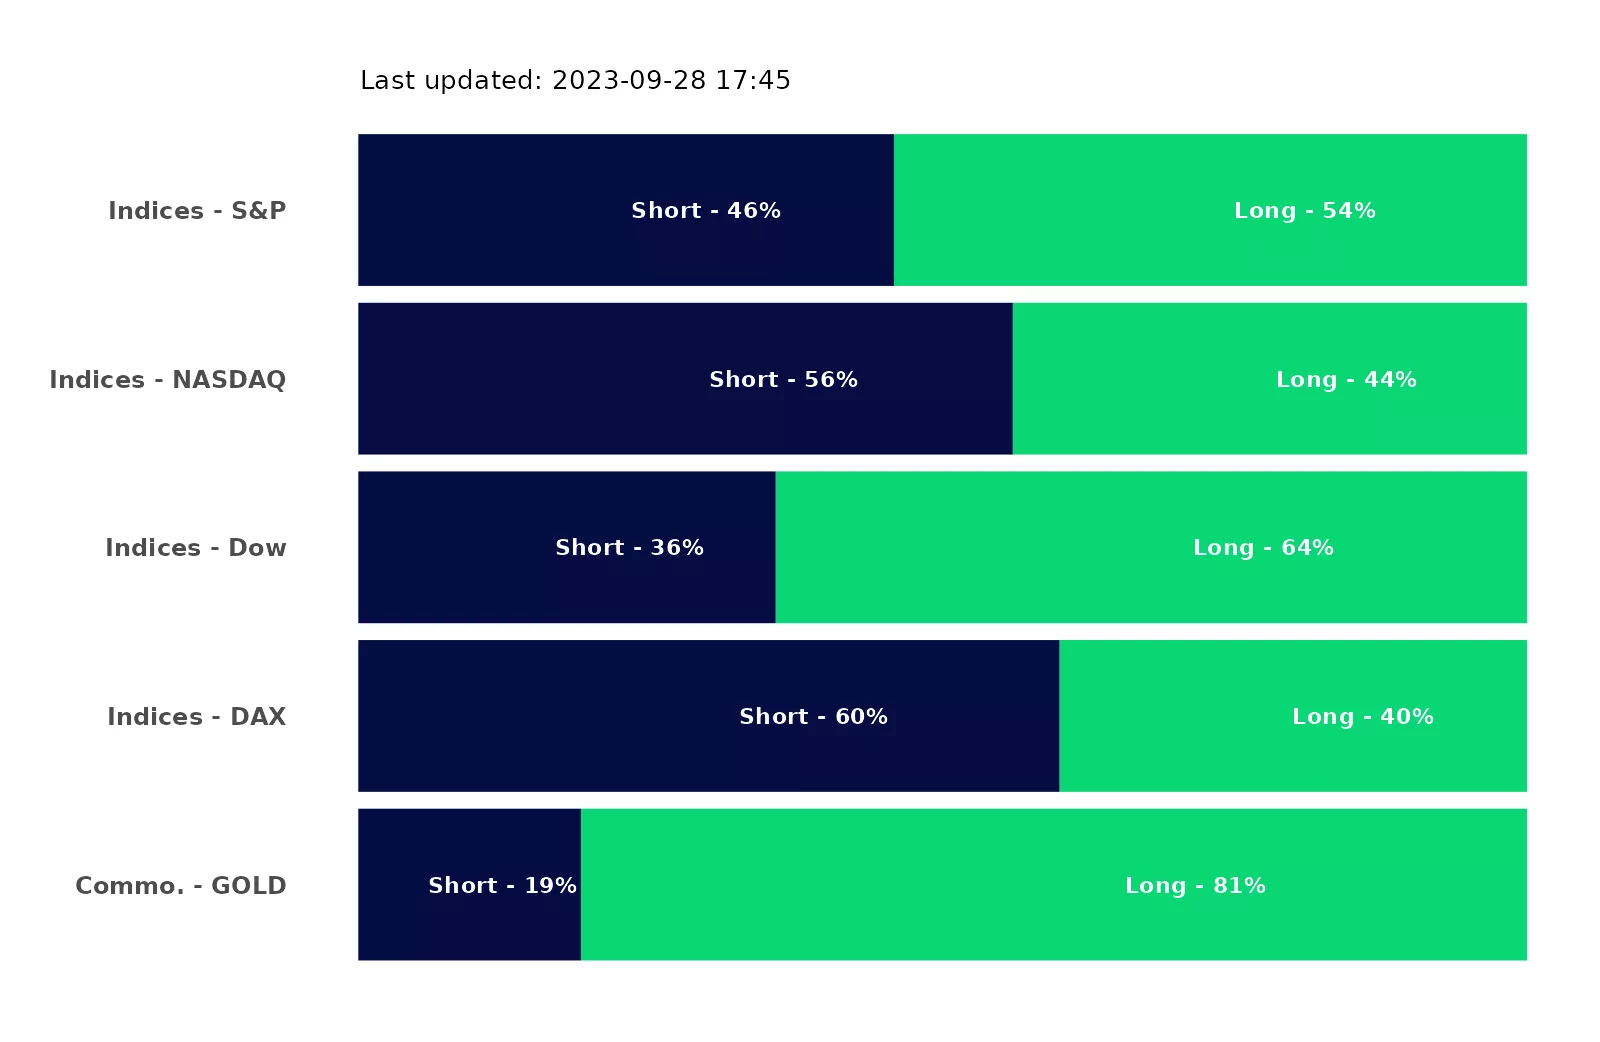 Last updated: 2023-09-28 17:45
Indices - S&P Short - 46% Long - 54%
Indices - NASDAQ Short - 56% Long - 44%
Indices - Dow Short - 36% Long - 64%
Indices - DAX Short - 60% Long - 40%
Commo. - GOLD Short - 19% Long - 81%